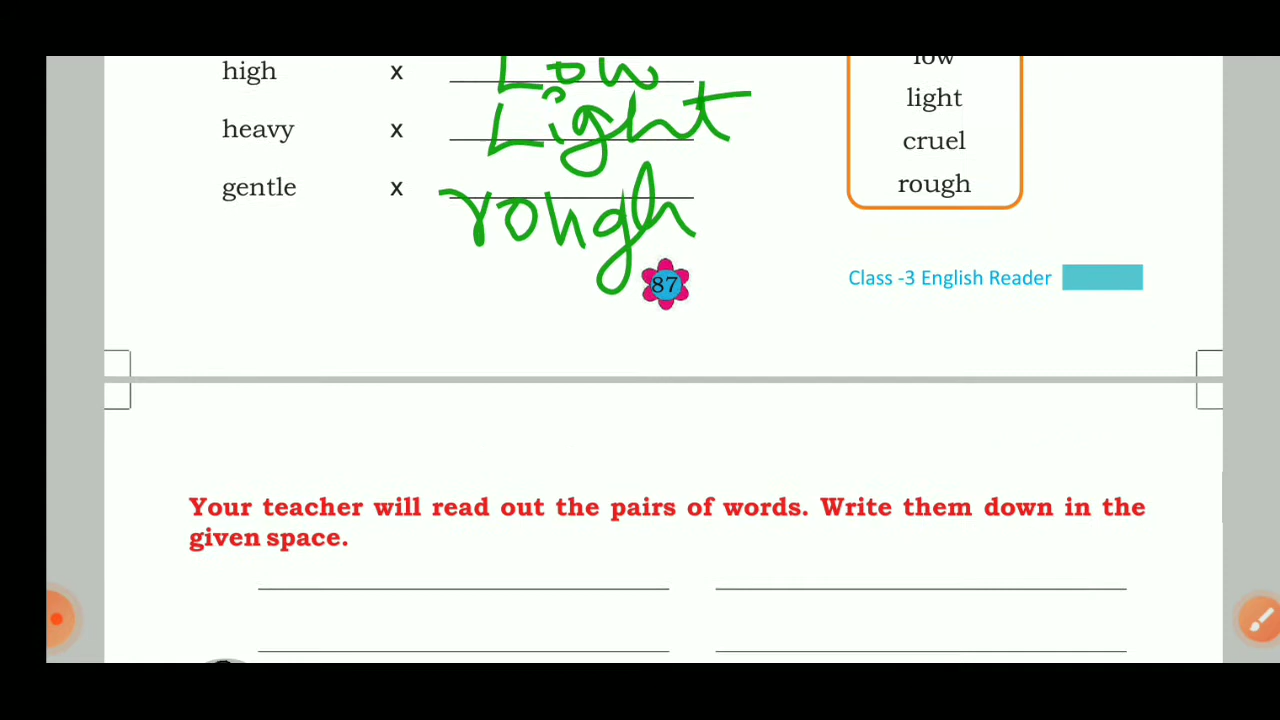 high x Low
heavy x Light
gentle x rough
low
light
cruel
rough
87
Class -3 English Reader
Your teacher will read out the pairs of words. Write them down in the
given space.